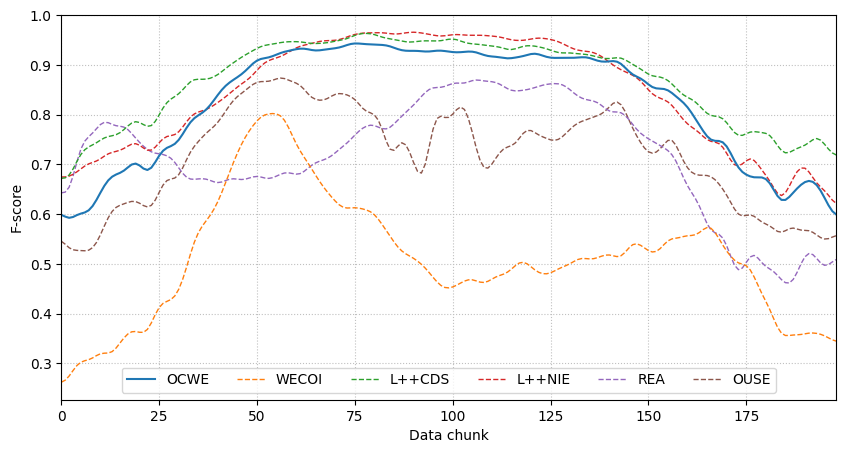 1.0
0.9
0.8
0.7
0.6
0.5
0.4
0.3
F-score
OCWE WECOI L++CDS L++NIE REA OUSE
0 25 50 75 100 125 150 175
Data chunk